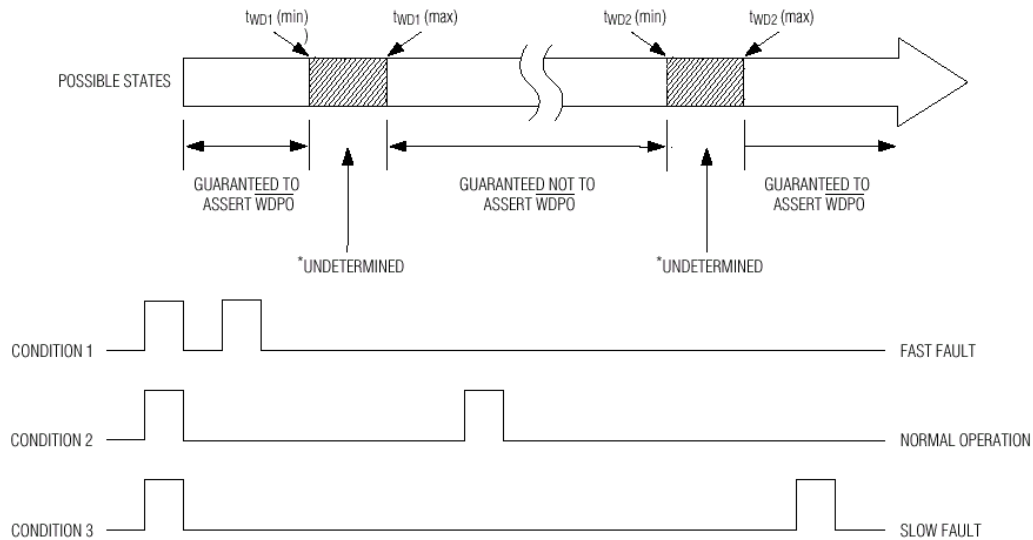 tWD1 (min)
)
tWD1 (max)
tWD2 (min)
tWD2 (max)
POSSIBLE STATES
GUARANTEED TO
ASSERT WDPO
GUARANTEED NOT TO
ASSERT WDPO
GUARANTEED TO
ASSERT WDPO
*UNDETERMINED
*UNDETERMINED
CONDITION 1
FAST FAULT
CONDITION 2
NORMAL OPERATION
CONDITION 3
SLOW FAULT